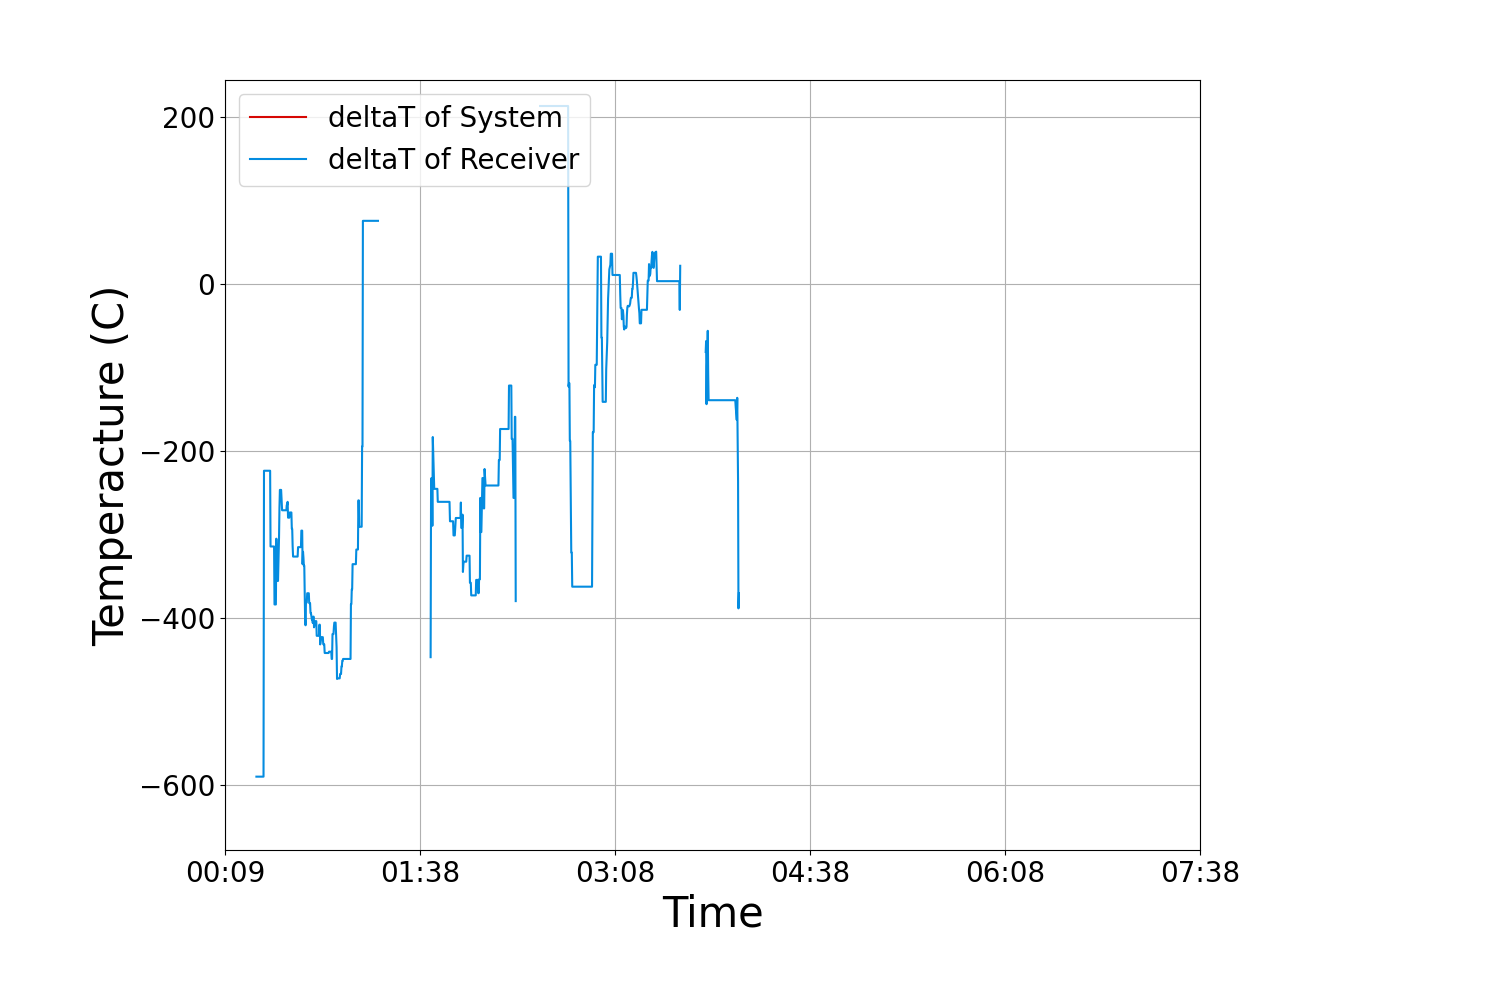 deltaT of System
deltaT of Receiver
200
0
−200
−400
−600
Temperacture (C)
00:09 01:38 03:08 04:38 06:08 07:38
Time